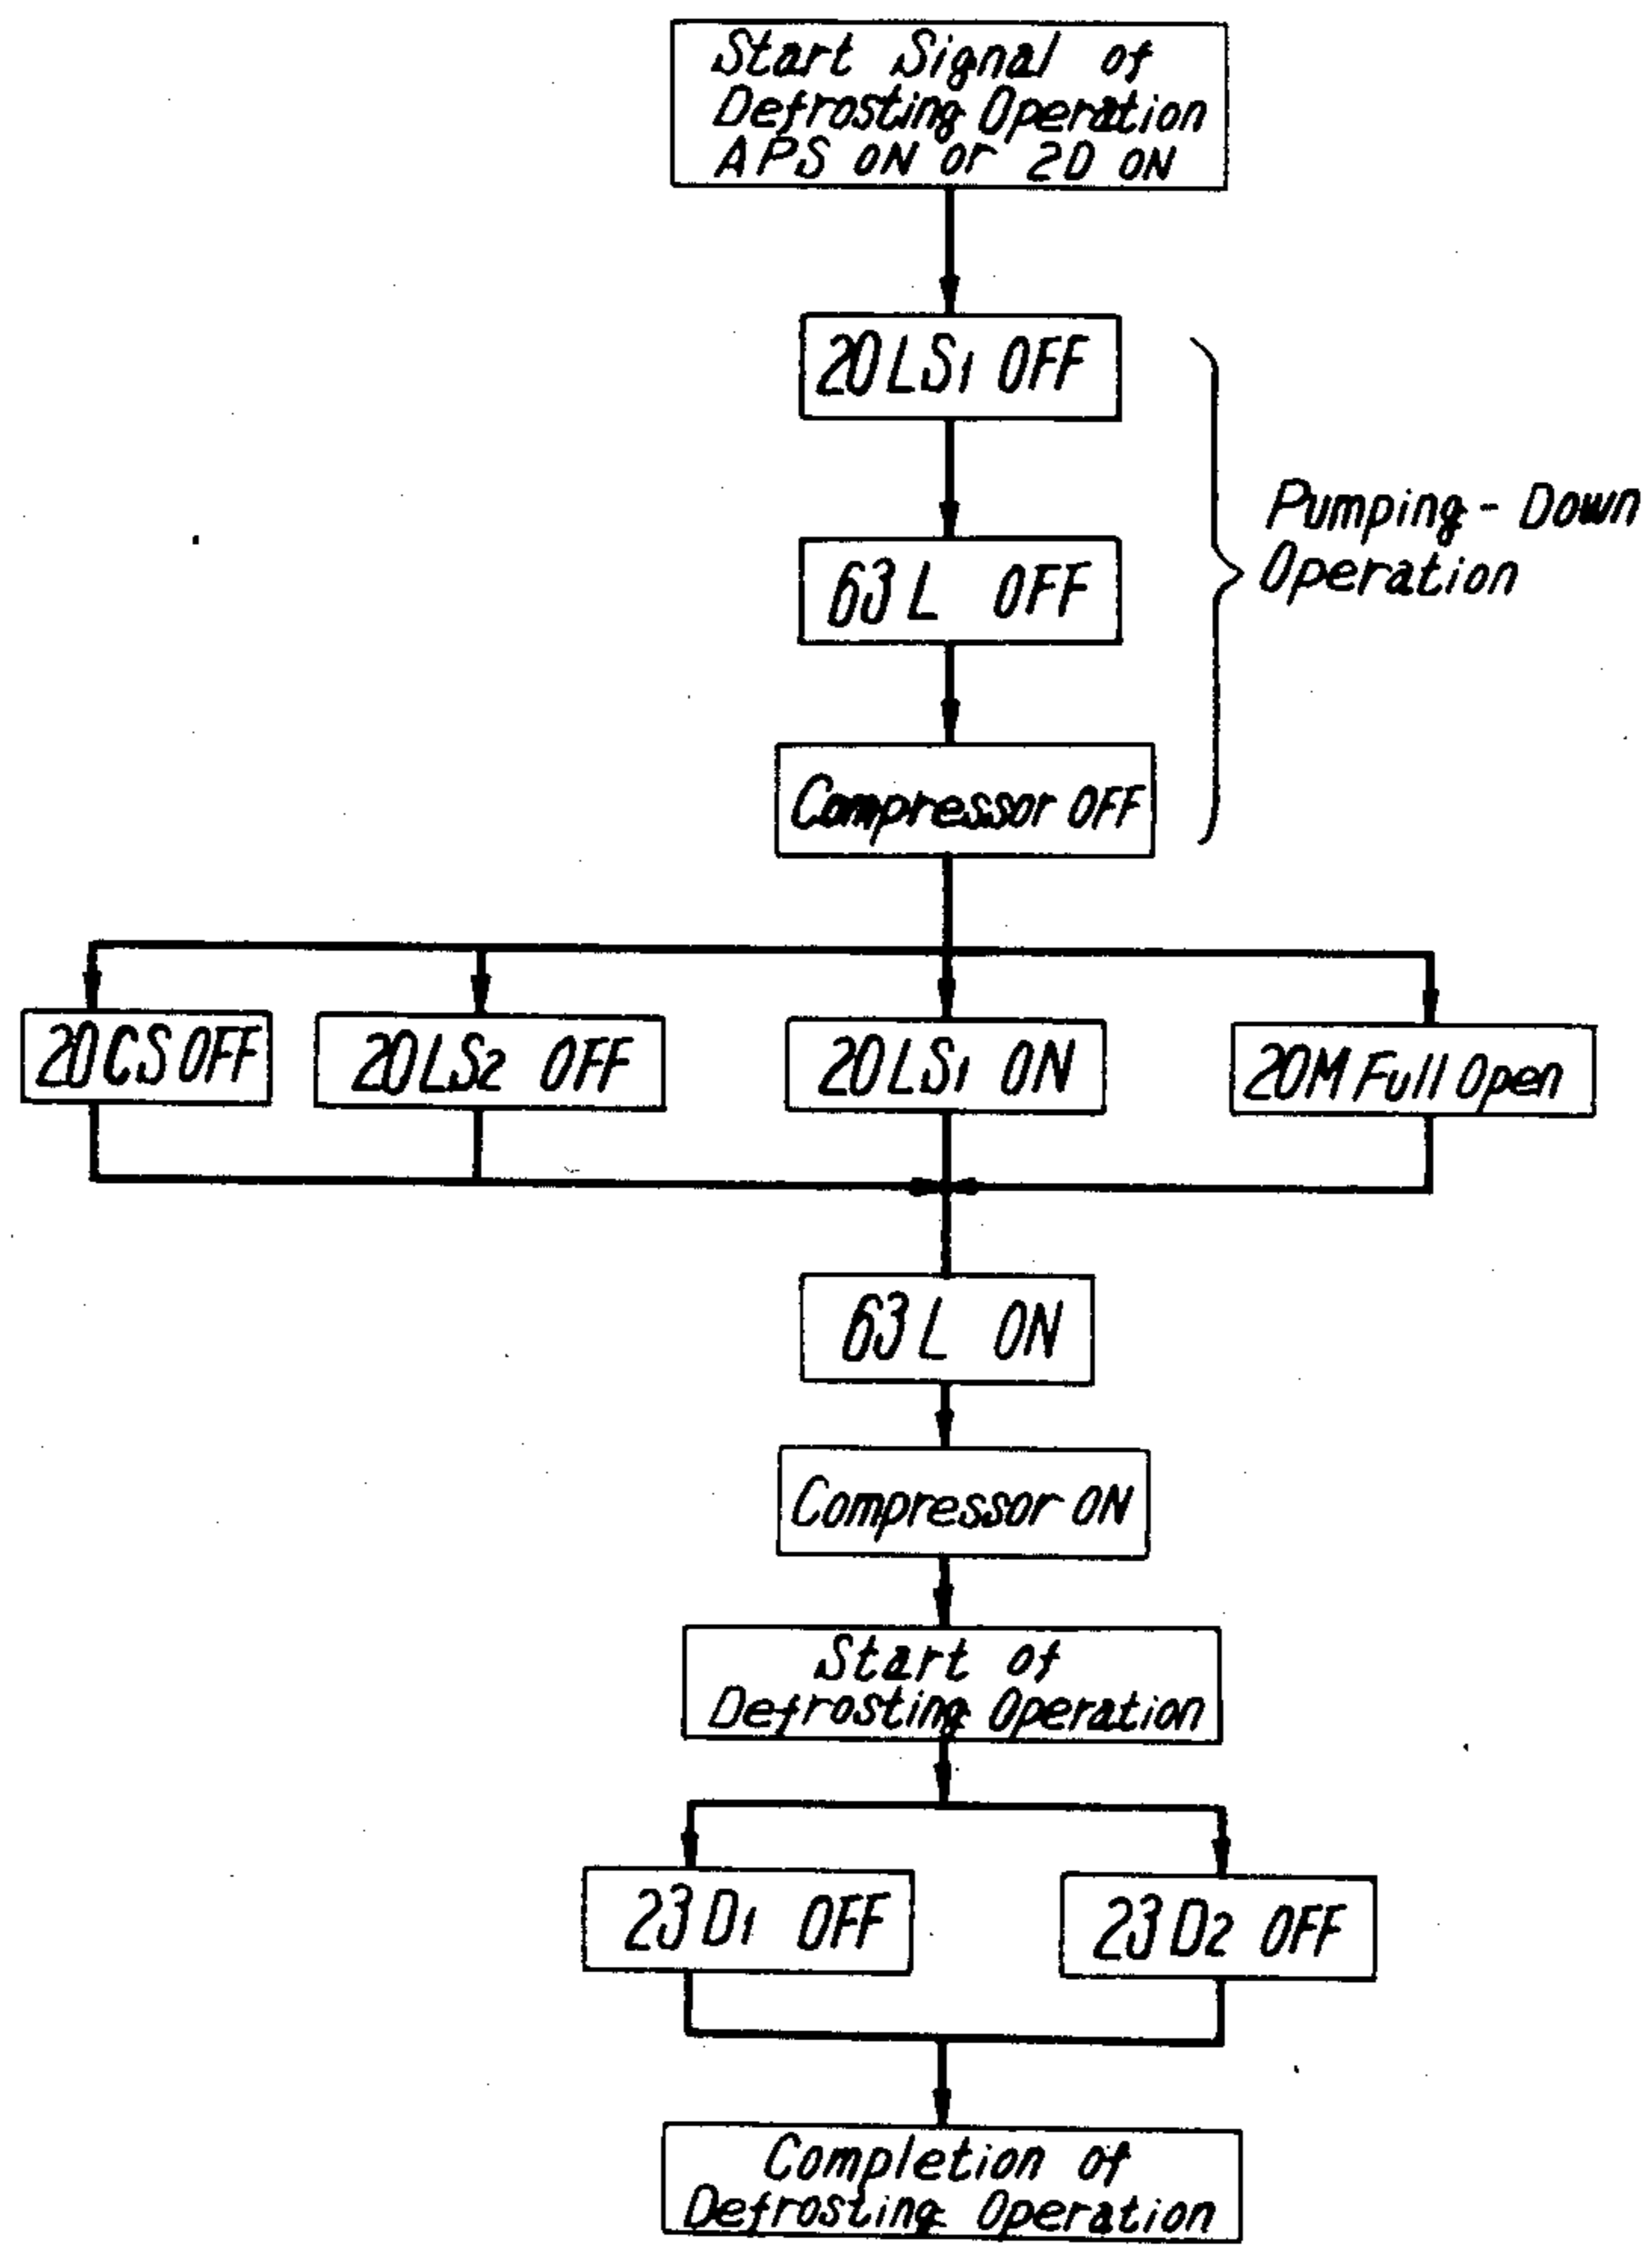 Start Signal of
Defrosting Operation
APS ON or 2D ON
20LS1 OFF
63L OFF
Pumping-Down
Operation
Compressor OFF
20CS OFF
20LS2 OFF
20LS1 ON
20M Full Open
63L ON
Compressor ON
Start of
Defrosting Operation
23D1 OFF
23D2 OFF
Completion of
Defrosting Operation